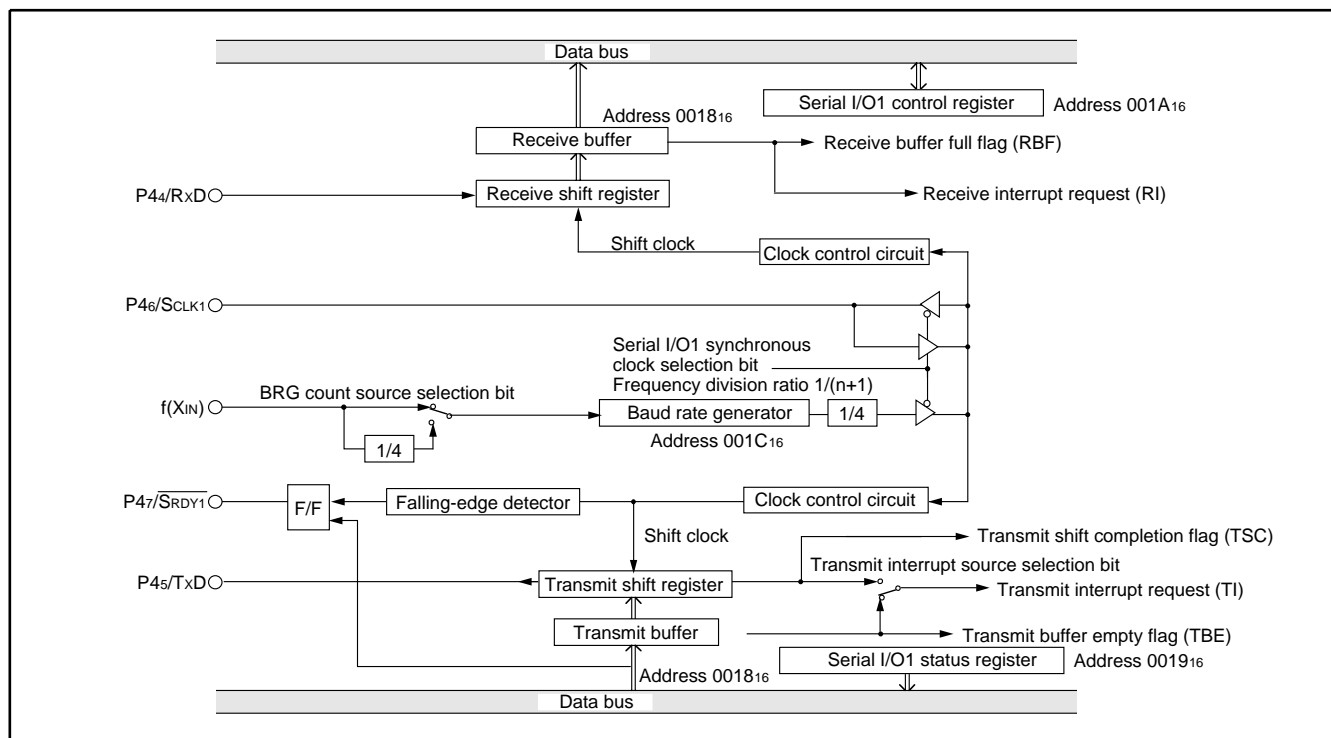 Data bus
Serial I/O1 control register
Address 001A16
Address 001816
Receive buffer
Receive buffer full flag (RBF)
P44/RXD
Receive shift register
Receive interrupt request (RI)
Shift clock
Clock control circuit
P46/SCLK1
Serial I/O1 synchronous
clock selection bit
Frequency division ratio 1/(n+1)
BRG count source selection bit
f(XIN)
Baud rate generator
1/4
1/4
Address 001C16
P47/SRDY1
F/F
Falling-edge detector
Clock control circuit
Shift clock
Transmit shift completion flag (TSC)
Transmit interrupt source selection bit
P45/TXD
Transmit shift register
Transmit interrupt request (TI)
Transmit buffer
Transmit buffer empty flag (TBE)
Serial I/O1 status register
Address 001916
Address 001816
Data bus